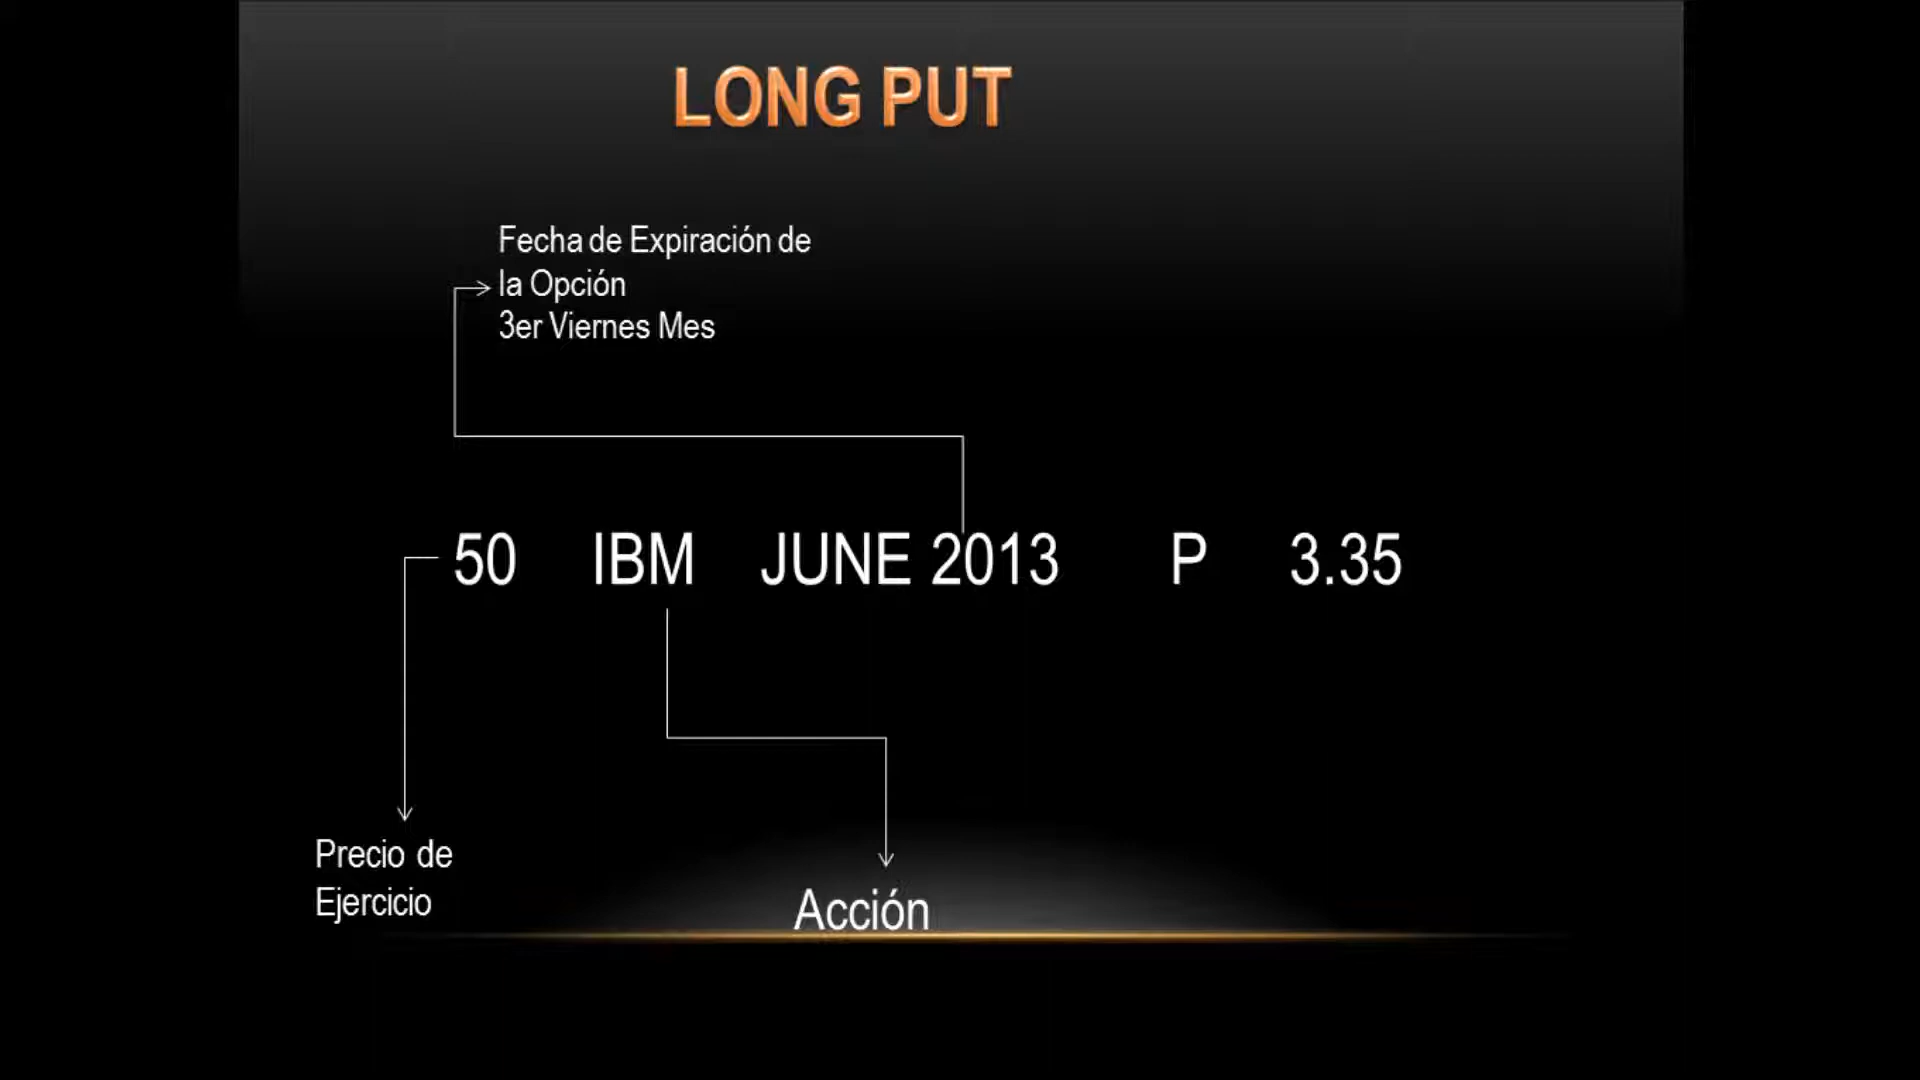 LONG PUT
Fecha de Expiración de
la Opción
3er Viernes Mes
50 IBM JUNE 2013 P 3.35
Precio de
Ejercicio
Acción